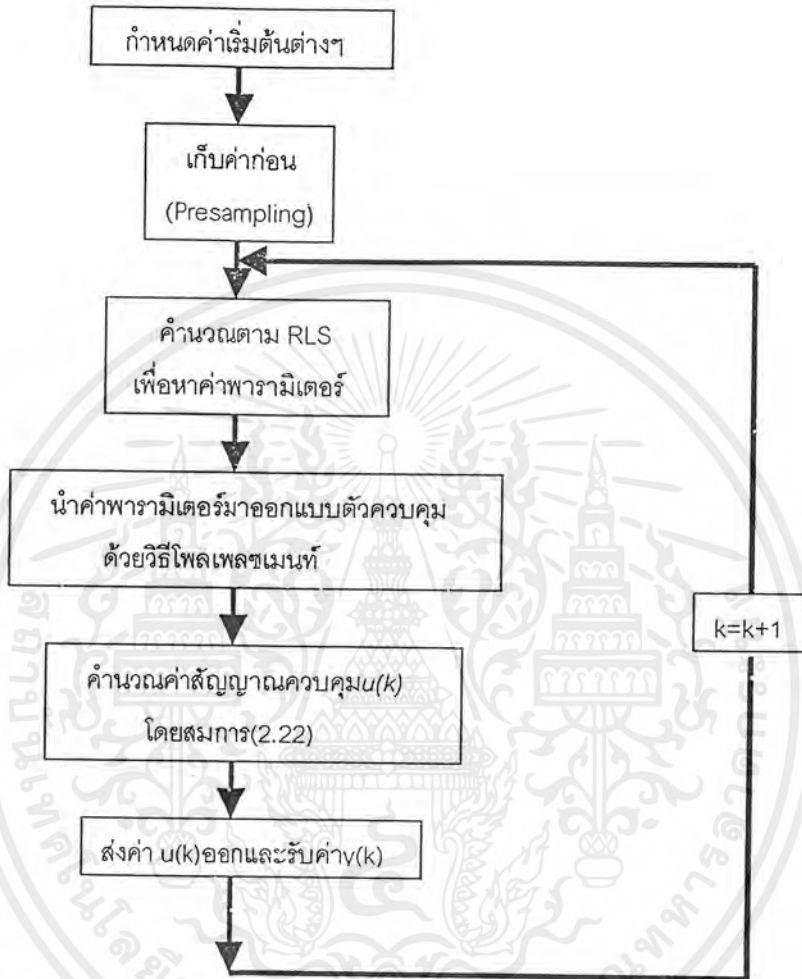 กำหนดค่าเริ่มต้นต่างๆ
เก็บค่าก่อน
(Presampling)
คำนวณตาม RLS
เพื่อหาค่าพารามิเตอร์
นำค่าพารามิเตอร์มาออกแบบตัวควบคุม
ด้วยวิธีโพลเพลซเมนท์
k=k+1
คำนวณค่าสัญญาณควบคุมu(k)
โดยสมการ(2.22)
ส่งค่า u(k)ออกและรับค่าy(k)